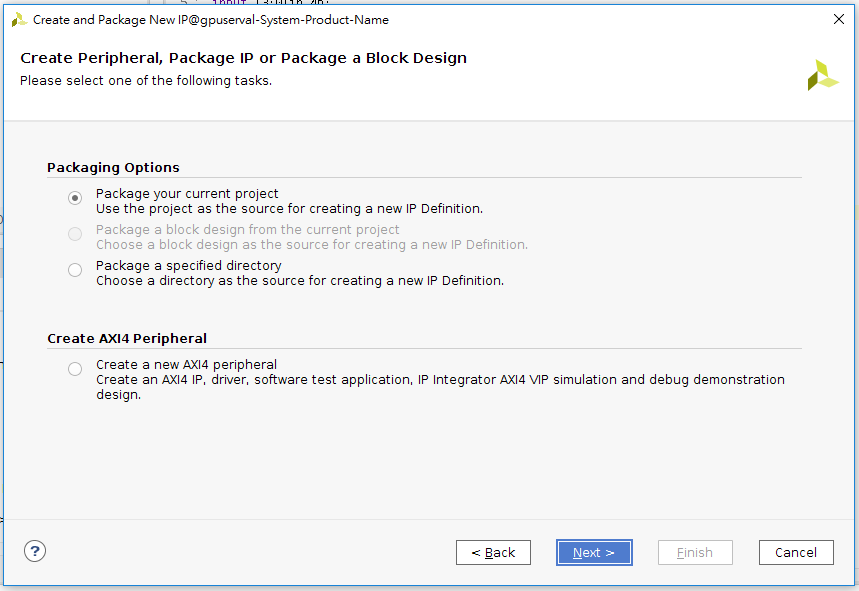 Create and Package New IP@gpuserval-System-Product-Name
Create Peripheral, Package IP or Package a Block Design
Please select one of the following tasks.
Packaging Options
Package your current project
Use the project as the source for creating a new IP Definition.
Package a block design from the current project
Choose a block design as the source for creating a new IP Definition.
Package a specified directory
Choose a directory as the source for creating a new IP Definition.
Create AXI4 Peripheral
Create a new AXI4 peripheral
Create an AXI4 IP, driver, software test application, IP Integrator AXI4 VIP simulation and debug demonstration
design.
?
< Back
Next >
Finish
Cancel